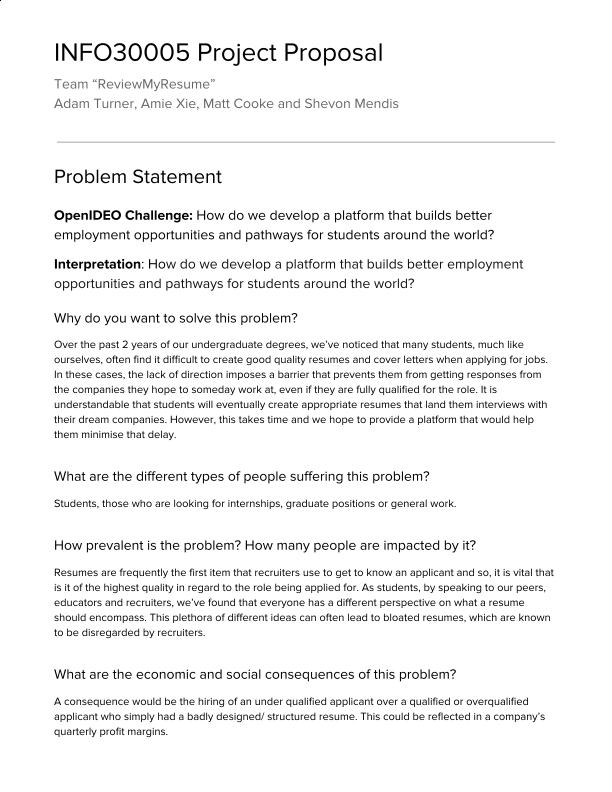 INFO30005 Project Proposal
Team “ReviewMyResume”
Adam Turner, Amie Xie, Matt Cooke and Shevon Mendis
Problem Statement
OpenIDEO Challenge: How do we develop a platform that builds better
employment opportunities and pathways for students around the world?
Interpretation: How do we develop a platform that builds better employment
opportunities and pathways for students around the world?
Why do you want to solve this problem?
Over the past 2 years of our undergraduate degrees, we’ve noticed that many students, much like
ourselves, often find it difficult to create good quality resumes and cover letters when applying for jobs.
In these cases, the lack of direction imposes a barrier that prevents them from getting responses from
the companies they hope to someday work at, even if they are fully qualified for the role. It is
understandable that students will eventually create appropriate resumes that land them interviews with
their dream companies. However, this takes time and we hope to provide a platform that would help
them minimise that delay.
What are the different types of people suffering this problem?
Students, those who are looking for internships, graduate positions or general work.
How prevalent is the problem? How many people are impacted by it?
Resumes are frequently the first item that recruiters use to get to know an applicant and so, it is vital that
is it of the highest quality in regard to the role being applied for. As students, by speaking to our peers,
educators and recruiters, we’ve found that everyone has a different perspective on what a resume
should encompass. This plethora of different ideas can often lead to bloated resumes, which are known
to be disregarded by recruiters.
What are the economic and social consequences of this problem?
A consequence would be the hiring of an under qualified applicant over a qualified or overqualified
applicant who simply had a badly designed/ structured resume. This could be reflected in a company’s
quarterly profit margins.